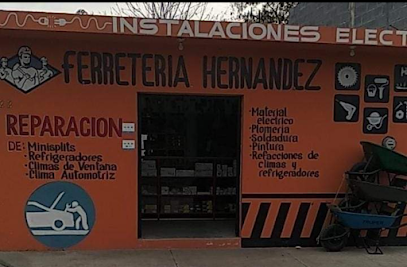 INSTALACIONES ELECT
FERRETERIA HERNANDEZ
REPARACION
DE: -Minisplits
-Refrigeradores
-Climas de Ventana
-Clima Automotriz
-Material
electrico
-Plomeria
-Soldadura
-Pintura
-Refacciones de
climas y
refrigeradores